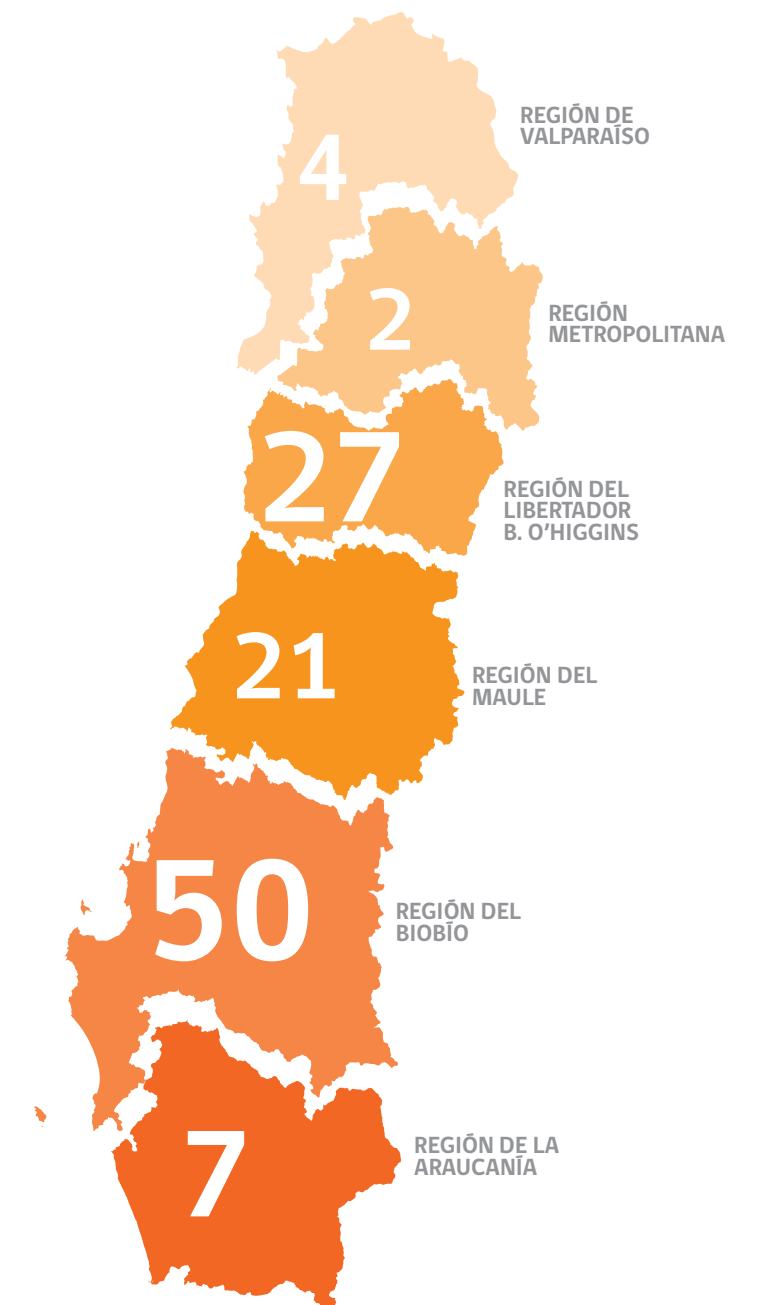 4
REGIÓN DE
VALPARAÍSO
2
REGIÓN
METROPOLITANA
27
REGIÓN DEL
LIBERTADOR
B. O’HIGGINS
21
REGIÓN DEL
MAULE
50
REGIÓN DEL
BIOBÍO
7
REGIÓN DE LA
ARAUCANÍA